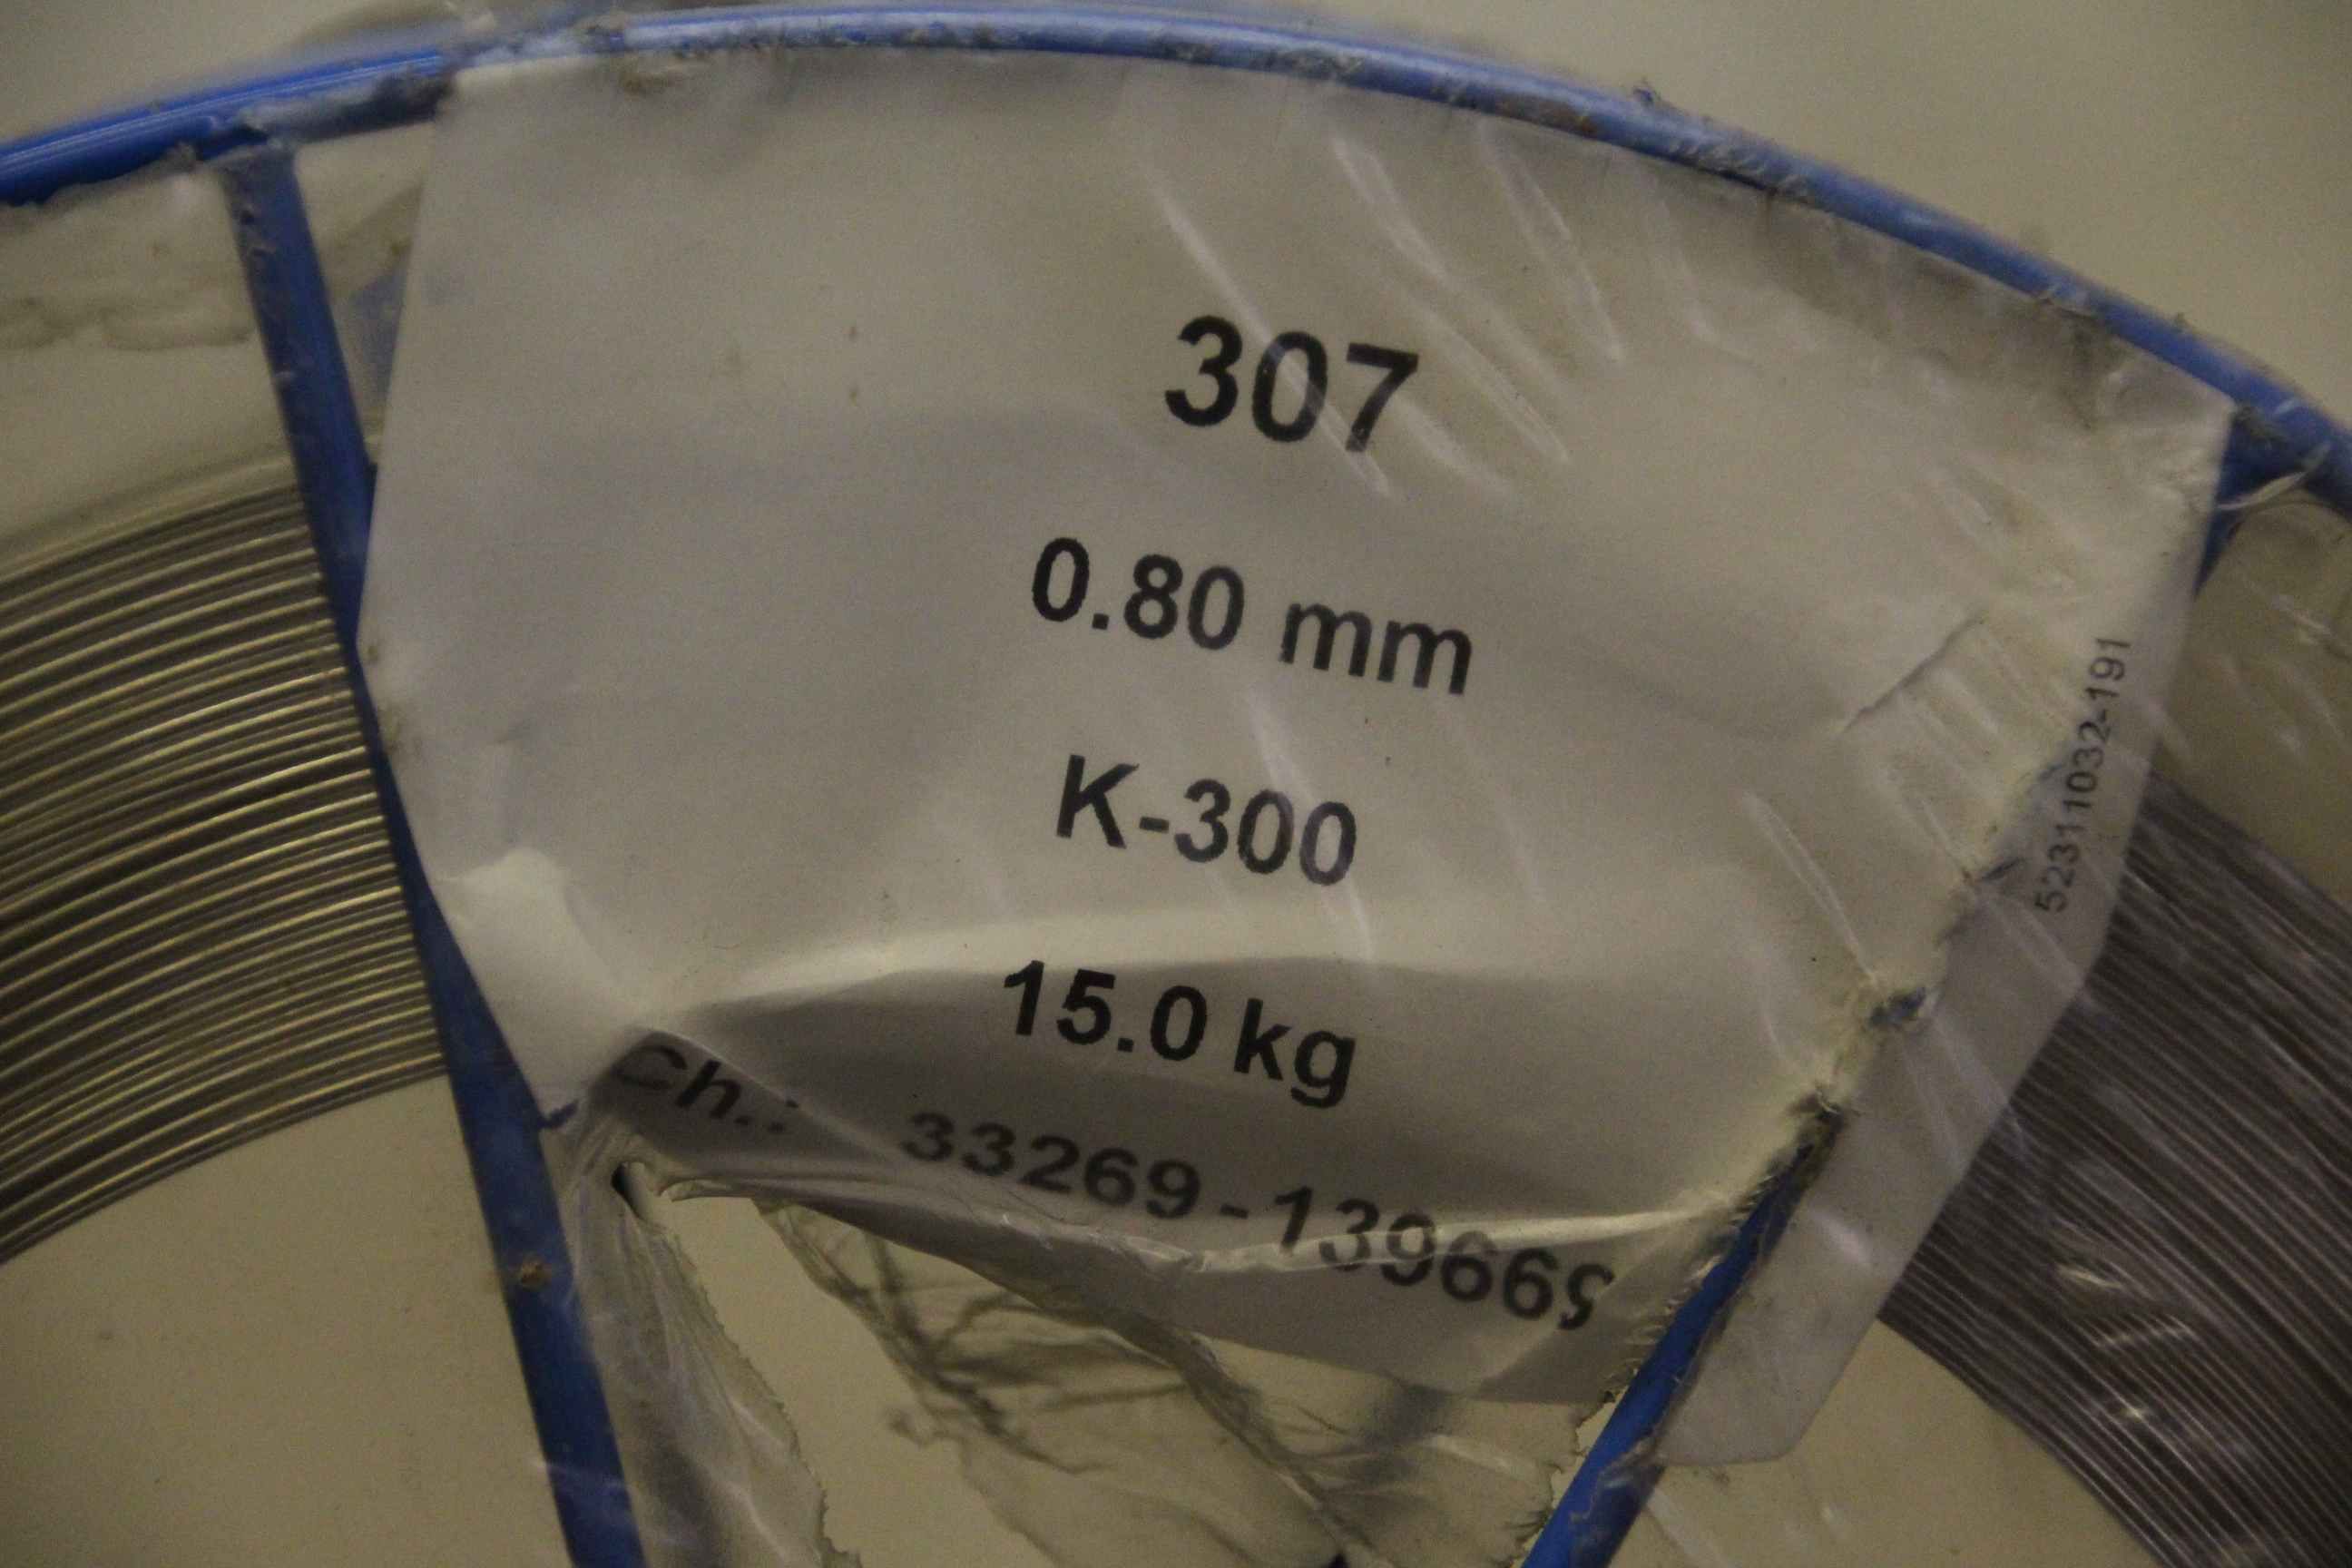 307
0.80 mm
K-300
15.0 kg
Ch.: 33269-139669
52311032-191